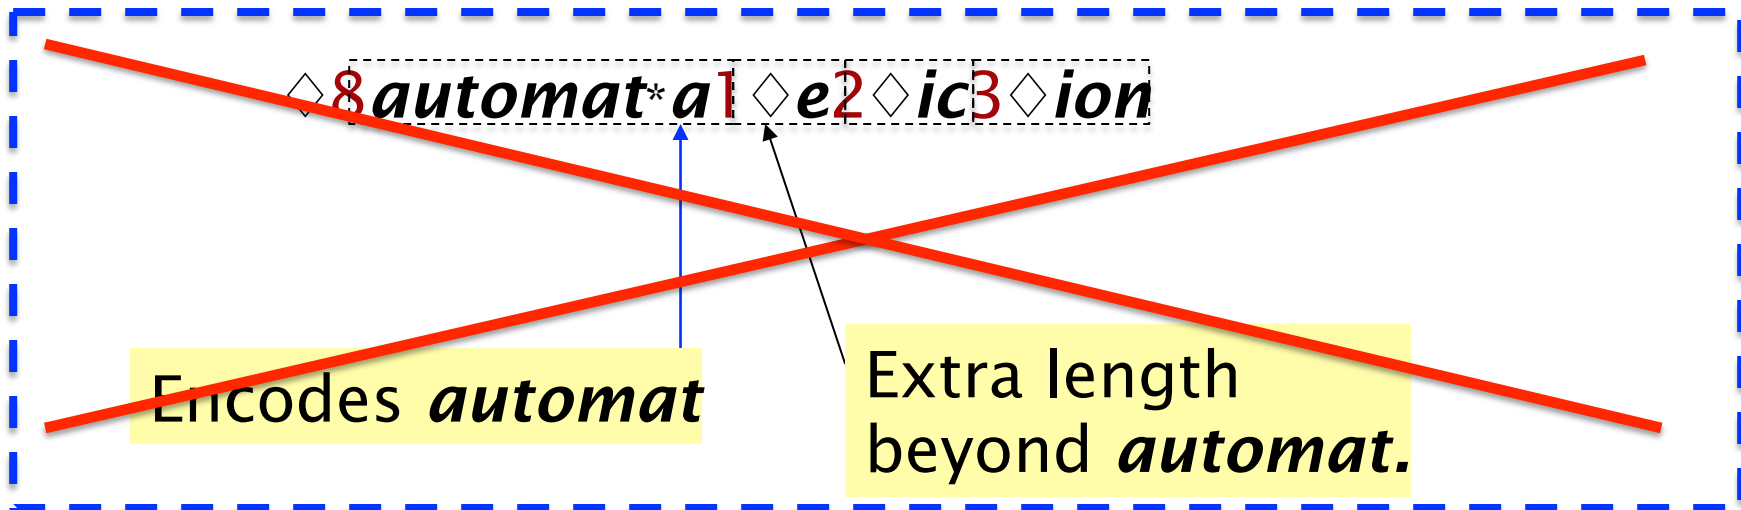 ◇8automat*a1◇e2◇ic3◇ion
Encodes automat
Extra length
beyond automat.